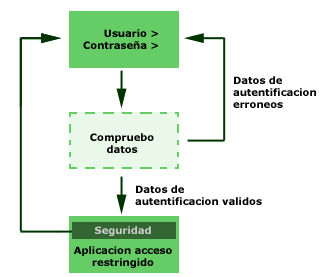 Usuario >
Contraseña >
Datos de
autentificacion
erroneos
Compruebo
datos
Datos de
autentificacion validos
Seguridad
Aplicacion acceso
restringido